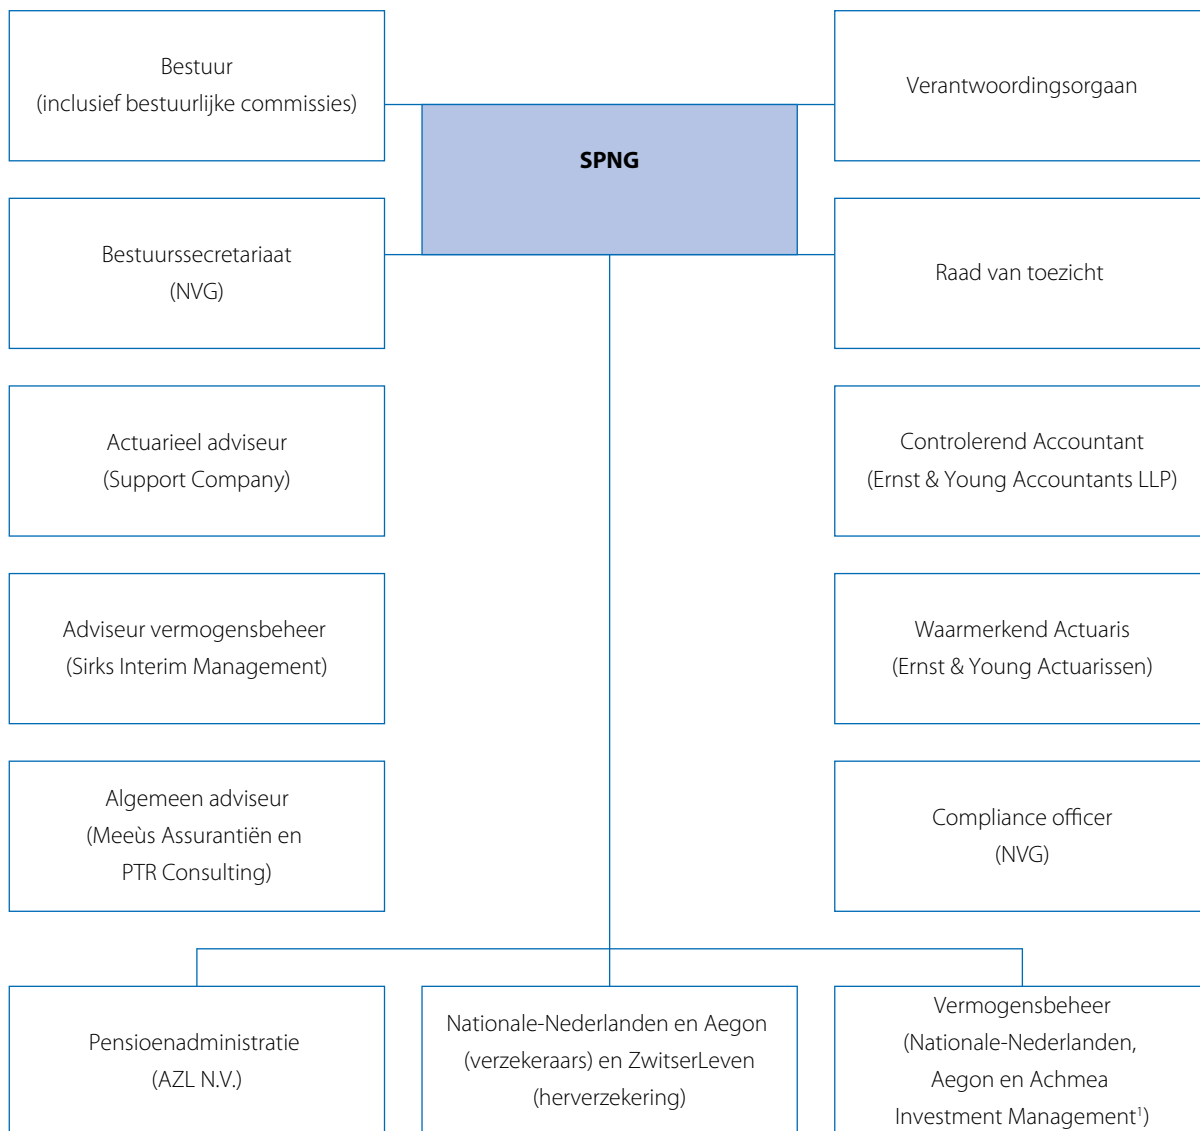 Bestuur
(inclusief bestuurlijke commissies)
Verantwoordingsorgaan
SPNG
Bestuurssecretariaat
(NVG)
Raad van toezicht
Actuarieel adviseur
(Support Company)
Controlerend Accountant
(Ernst & Young Accountants LLP)
Adviseur vermogensbeheer
(Sirks Interim Management)
Waarmerkend Actuaris
(Ernst & Young Actuarissen)
Algemeen adviseur
(Meeùs Assurantiën en
PTR Consulting)
Compliance officer
(NVG)
Pensioenadministratie
(AZL N.V.)
Nationale-Nederlanden en Aegon
(verzekeraars) en ZwitserLeven
(herverzekering)
Vermogensbeheer
(Nationale-Nederlanden,
Aegon en Achmea
Investment Management¹)